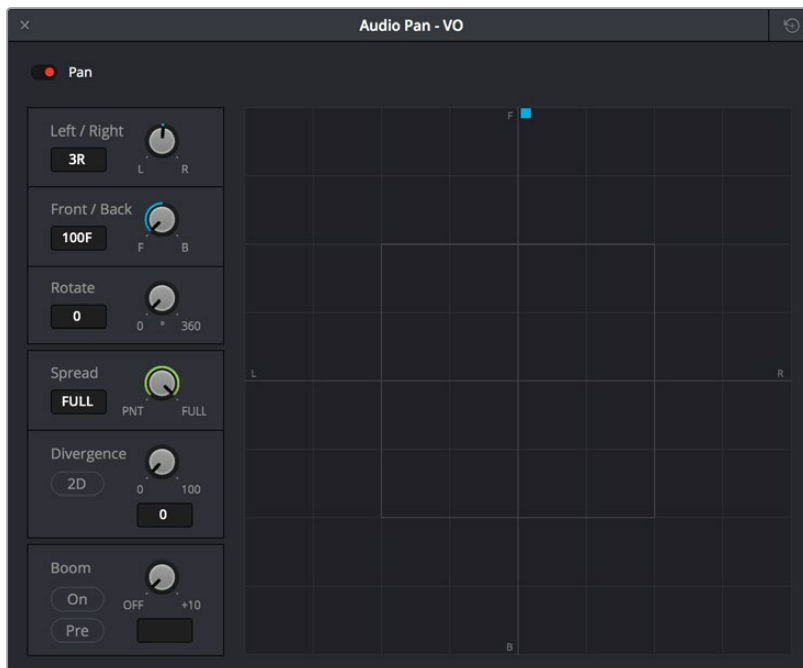 Audio Pan - VO
Pan
Left / Right
3R
L R
Front / Back
100F
F B
Rotate
0
0 ° 360
Spread
FULL
PNT FULL
Divergence
2D
0 100
0
Boom
On
OFF +10
Pre
F
L R
B